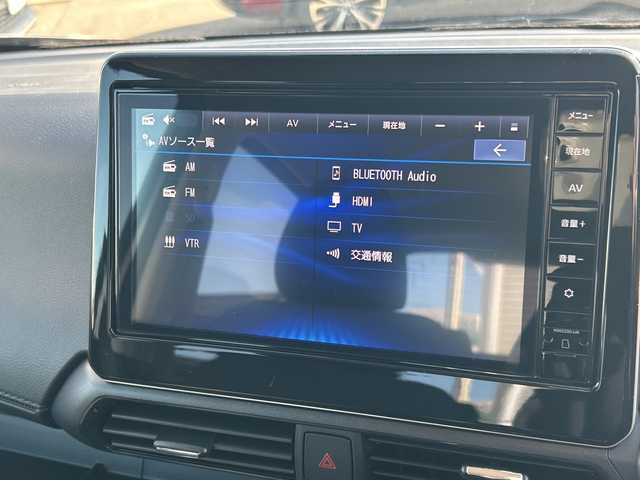 AV メニュー 現在地 − +
AVソース一覧
AM
FM
SD
VTR
BLUETOOTH Audio
HDMI
TV
交通情報
メニュー
現在地
AV
音量+
音量−